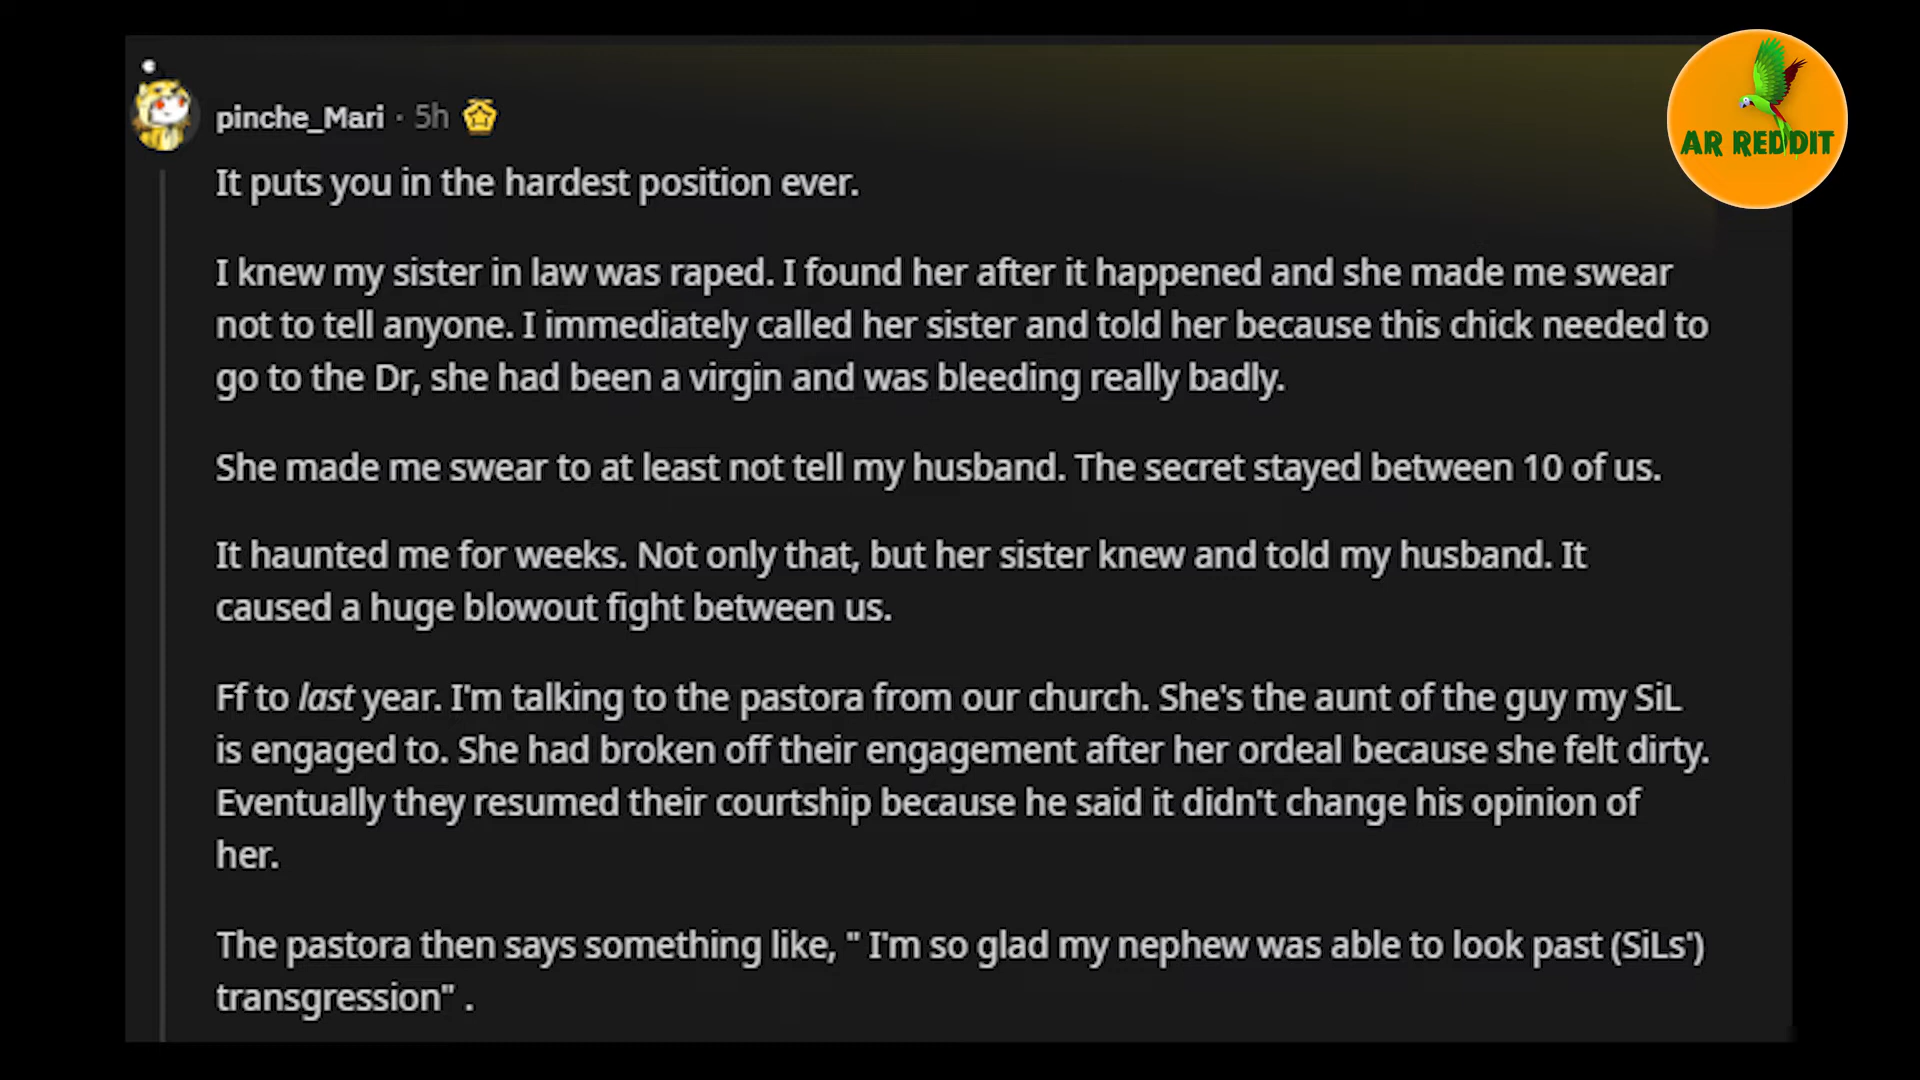 pinche_Mari · 5h
AR REDDIT
It puts you in the hardest position ever.
I knew my sister in law was raped. I found her after it happened and she made me swear
not to tell anyone. I immediately called her sister and told her because this chick needed to
go to the Dr, she had been a virgin and was bleeding really badly.
She made me swear to at least not tell my husband. The secret stayed between 10 of us.
It haunted me for weeks. Not only that, but her sister knew and told my husband. It
caused a huge blowout fight between us.
Ff to last year. I'm talking to the pastora from our church. She's the aunt of the guy my SiL
is engaged to. She had broken off their engagement after her ordeal because she felt dirty.
Eventually they resumed their courtship because he said it didn't change his opinion of
her.
The pastora then says something like, " I'm so glad my nephew was able to look past (SiLs')
transgression" .